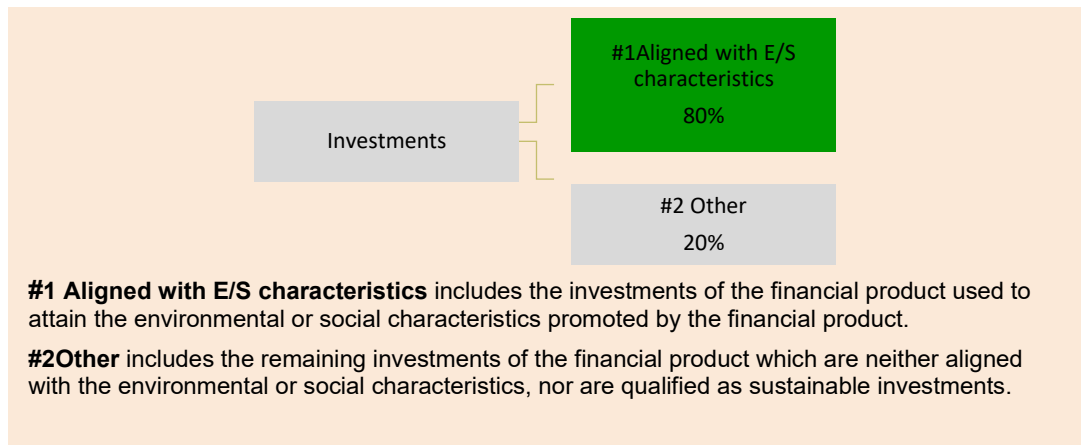 #1Aligned with E/S
characteristics
80%
Investments
#2 Other
20%
#1 Aligned with E/S characteristics includes the investments of the financial product used to
attain the environmental or social characteristics promoted by the financial product.
#2Other includes the remaining investments of the financial product which are neither aligned
with the environmental or social characteristics, nor are qualified as sustainable investments.